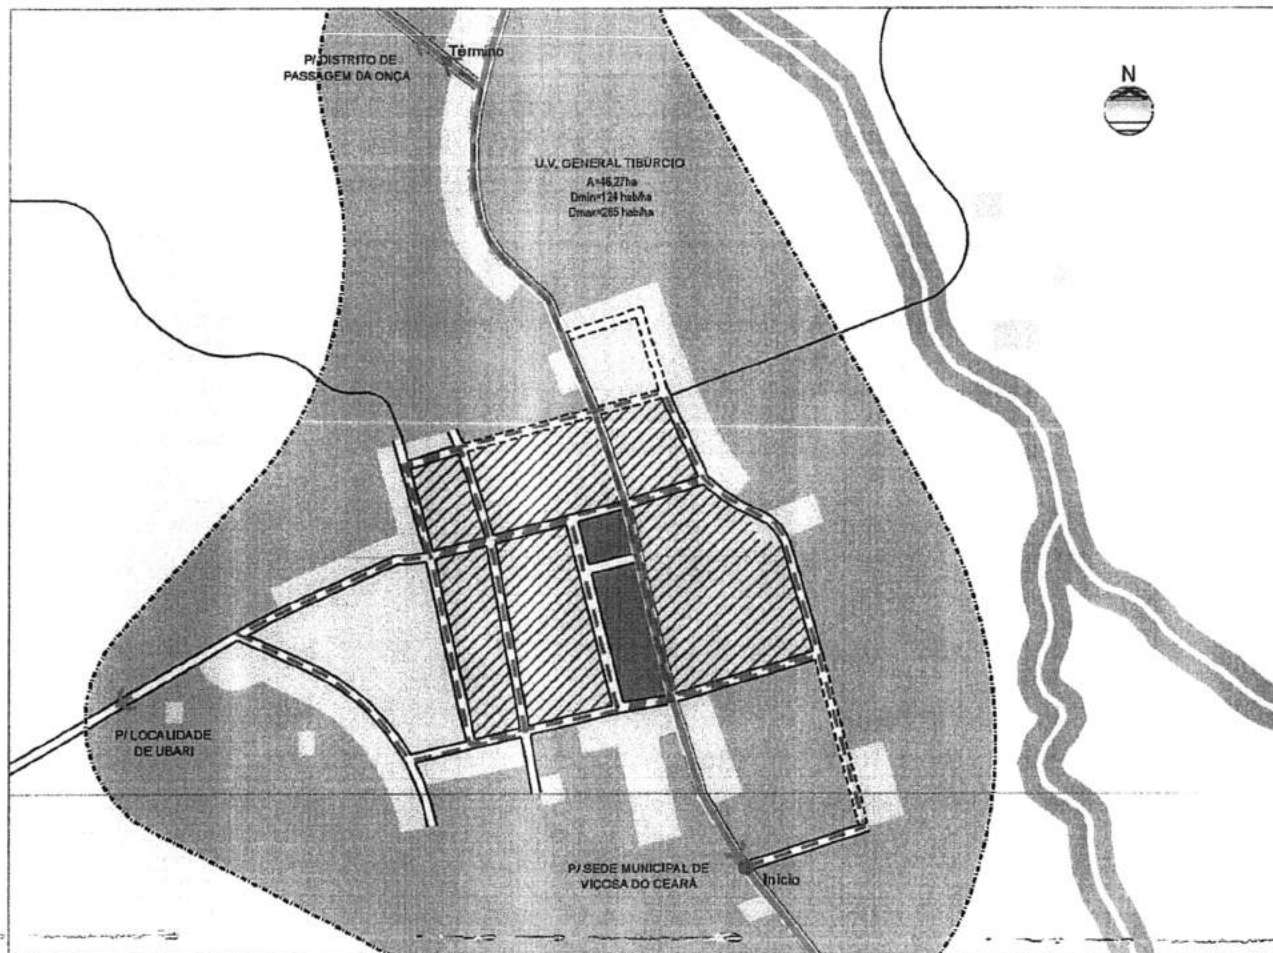 Término
P/ DISTRITO DE
PASSAGEM DA ONÇA
N
U.V. GENERAL TIBÚRCIO
A=46,27ha
Dmin=124 hab/ha
Dmax=265 hab/ha
P/ LOCALIDADE
DE UBARI
P/ SEDE MUNICIPAL DE
VIÇOSA DO CEARÁ
Início